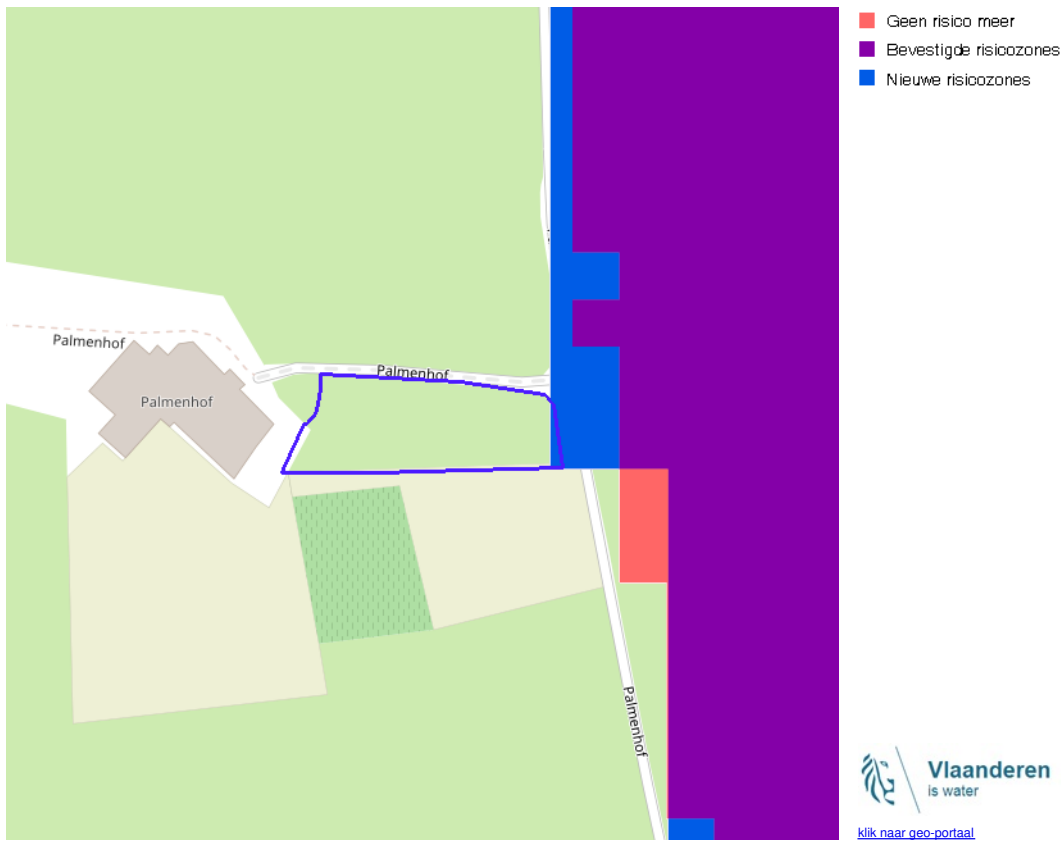 Geen risico meer
Bevestigde risicozones
Nieuwe risicozones
Palmenhof
Palmenhof
Palmenhof
Palmenhof
Vlaanderen
is water
klik naar geo-portaal